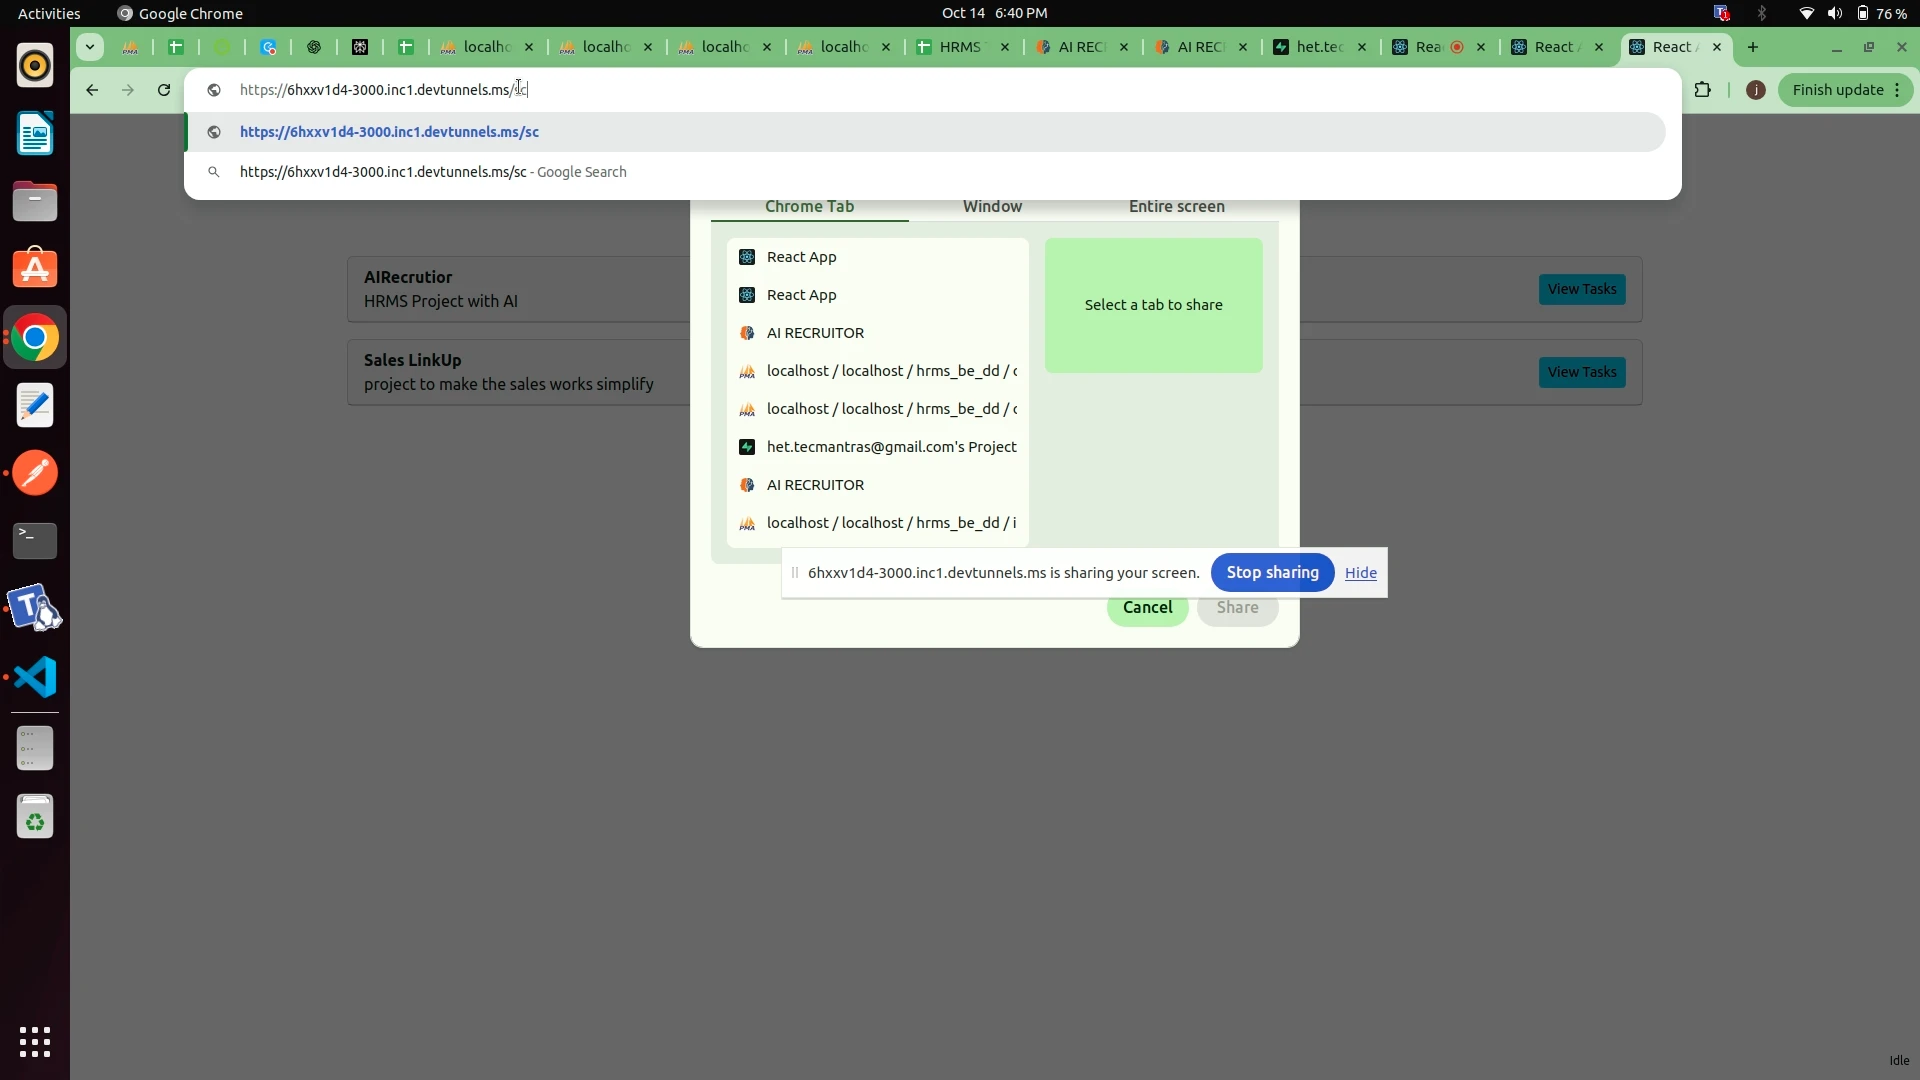 Activities
Google Chrome
Oct 14 6:40 PM
76 %
localho
localho
localho
localho
HRMS
AI REC
AI REC
het.tec
Rea
React
React
https://6hxxv1d4-3000.inc1.devtunnels.ms/sc
j
Finish update
https://6hxxv1d4-3000.inc1.devtunnels.ms/sc
https://6hxxv1d4-3000.inc1.devtunnels.ms/sc - Google Search
Chrome Tab
Window
Entire screen
React App
React App
AI RECRUITOR
localhost / localhost / hrms_be_dd /
localhost / localhost / hrms_be_dd /
het.tecmantras@gmail.com's Project
AI RECRUITOR
localhost / localhost / hrms_be_dd / i
Select a tab to share
AIRecrutior
HRMS Project with AI
View Tasks
Sales LinkUp
project to make the sales works simplify
View Tasks
6hxxv1d4-3000.inc1.devtunnels.ms is sharing your screen.
Stop sharing
Hide
Cancel
Share
Idle